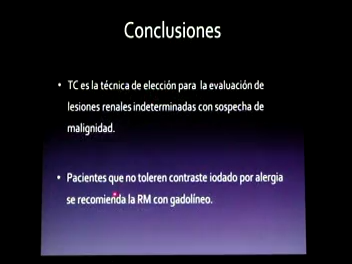 Conclusiones
• TC es la técnica de elección para la evaluación de
lesiones renales indeterminadas con sospecha de
malignidad.
• Pacientes que no toleren contraste iodado por alergia
se recomienda la RM con gadolíneo.